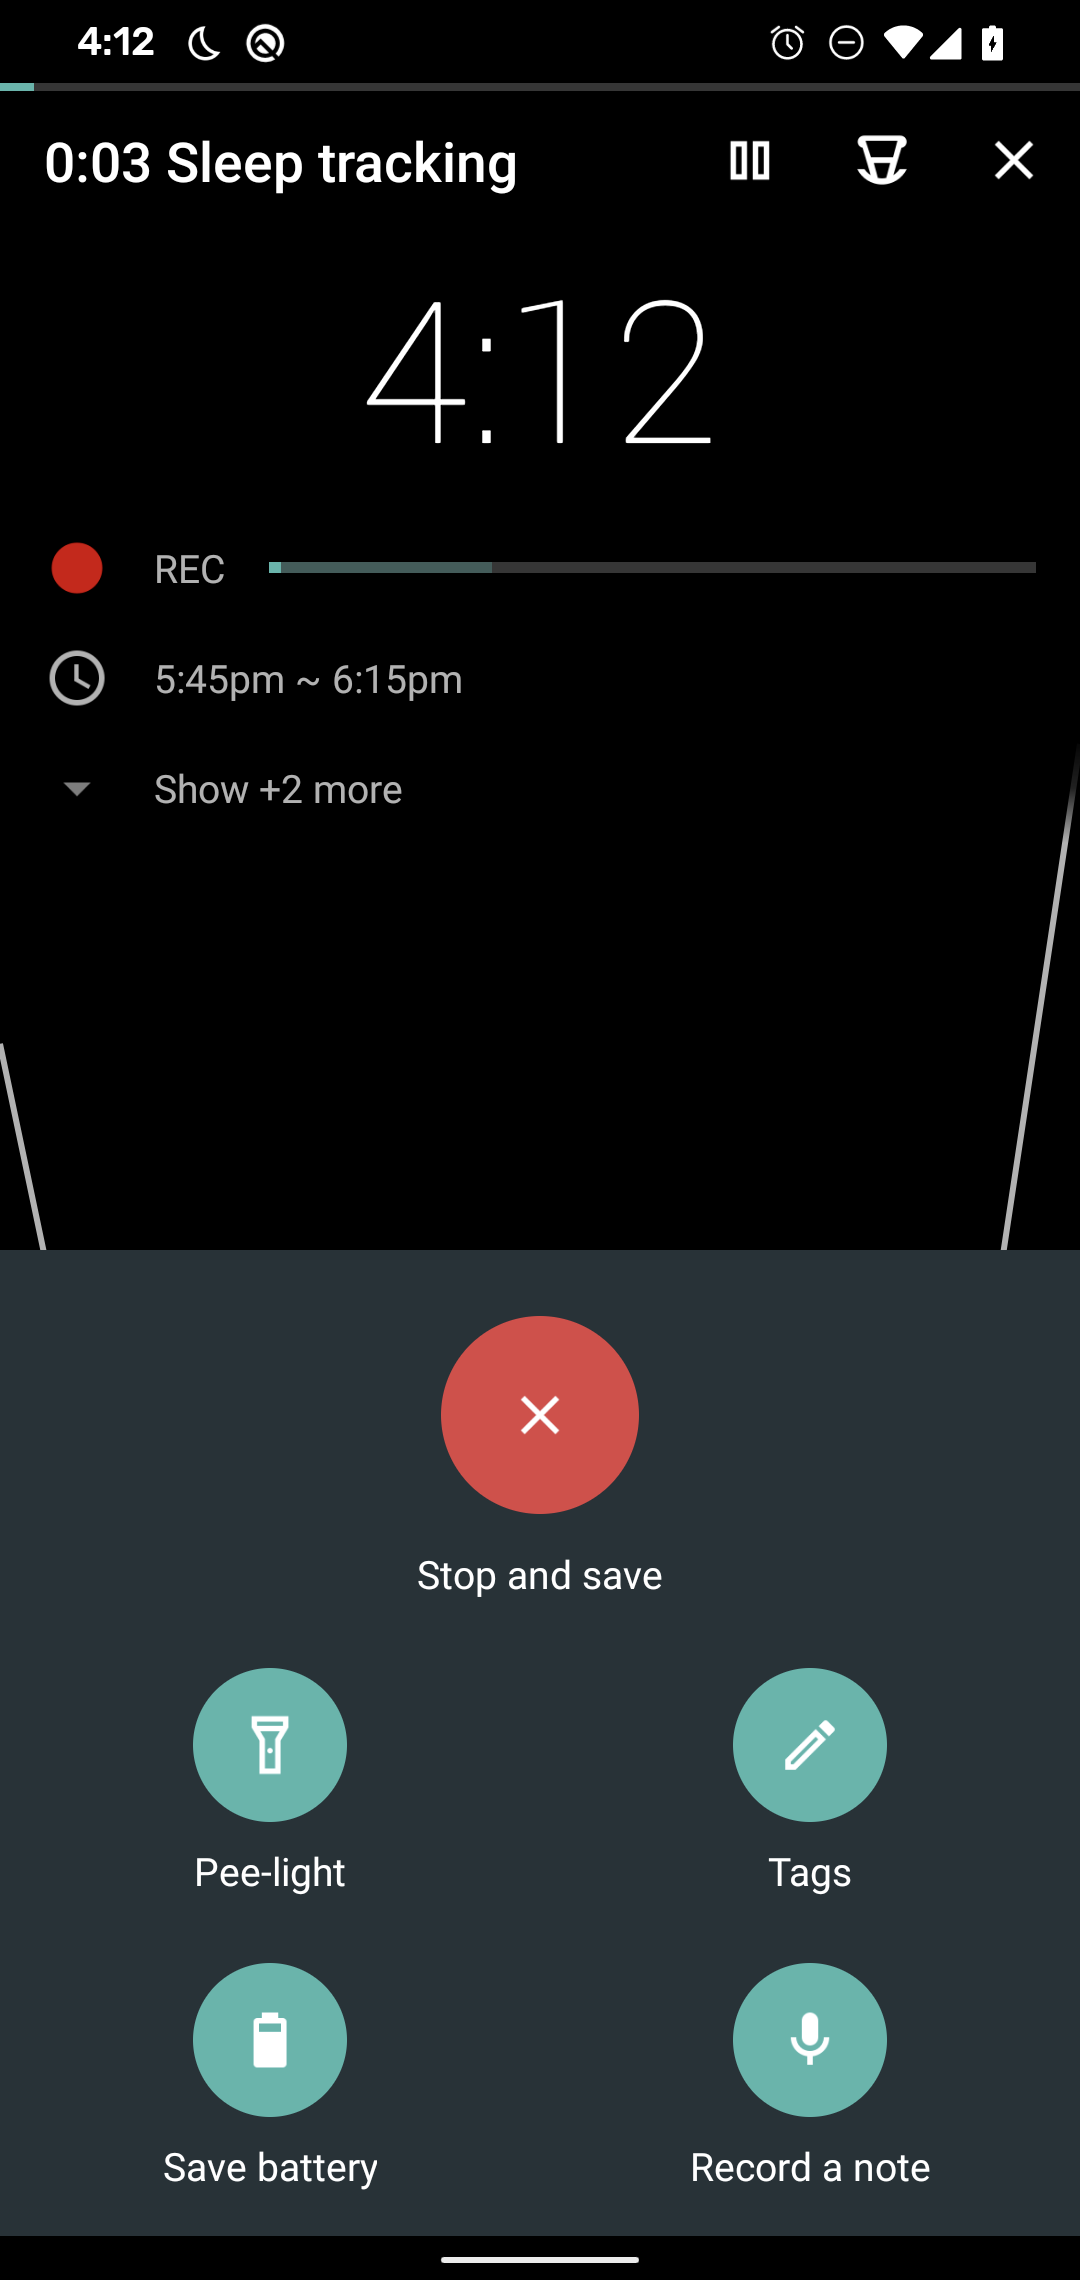 4:12
0:03 Sleep tracking
4:12
REC
5:45pm ~ 6:15pm
Show +2 more
Stop and save
Pee-light
Tags
Save battery
Record a note